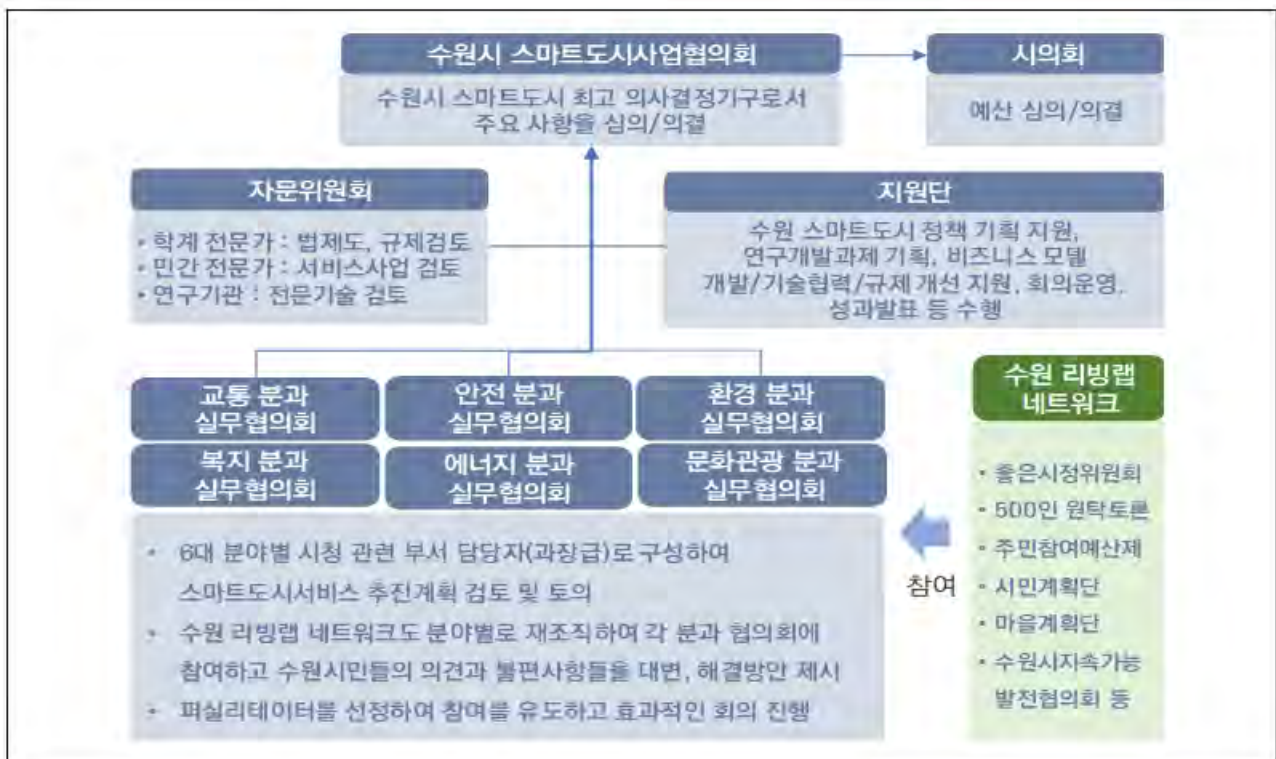 수원시 스마트도시사업협의회
수원시 스마트도시 최고 의사결정기구로서
주요 사항을 심의/의결
시의회
예산 심의/의결
자문위원회
• 학계 전문가 : 법제도, 규제검토
• 민간 전문가 : 서비스사업 검토
• 연구기관 : 전문기술 검토
지원단
수원 스마트도시 정책 기획 지원,
연구개발과제 기획, 비즈니스 모델
개발/기술협력/규제 개선 지원, 회의운영,
성과발표 등 수행
교통 분과
실무협의회
안전 분과
실무협의회
환경 분과
실무협의회
복지 분과
실무협의회
에너지 분과
실무협의회
문화관광 분과
실무협의회
• 6대 분야별 시청 관련 부서 담당자(과장급)로 구성하여
스마트도시서비스 추진계획 검토 및 토의
• 수원 리빙랩 네트워크도 분야별로 재조직하여 각 분과 협의회에
참여하고 수원시민들의 의견과 불편사항들을 대변, 해결방안 제시
• 퍼실리테이터를 선정하여 참여를 유도하고 효과적인 회의 진행
참여
수원 리빙랩
네트워크
• 좋은시정위원회
• 500인 원탁토론
• 주민참여예산제
• 시민계획단
• 마을계획단
• 수원시지속가능
발전협의회 등